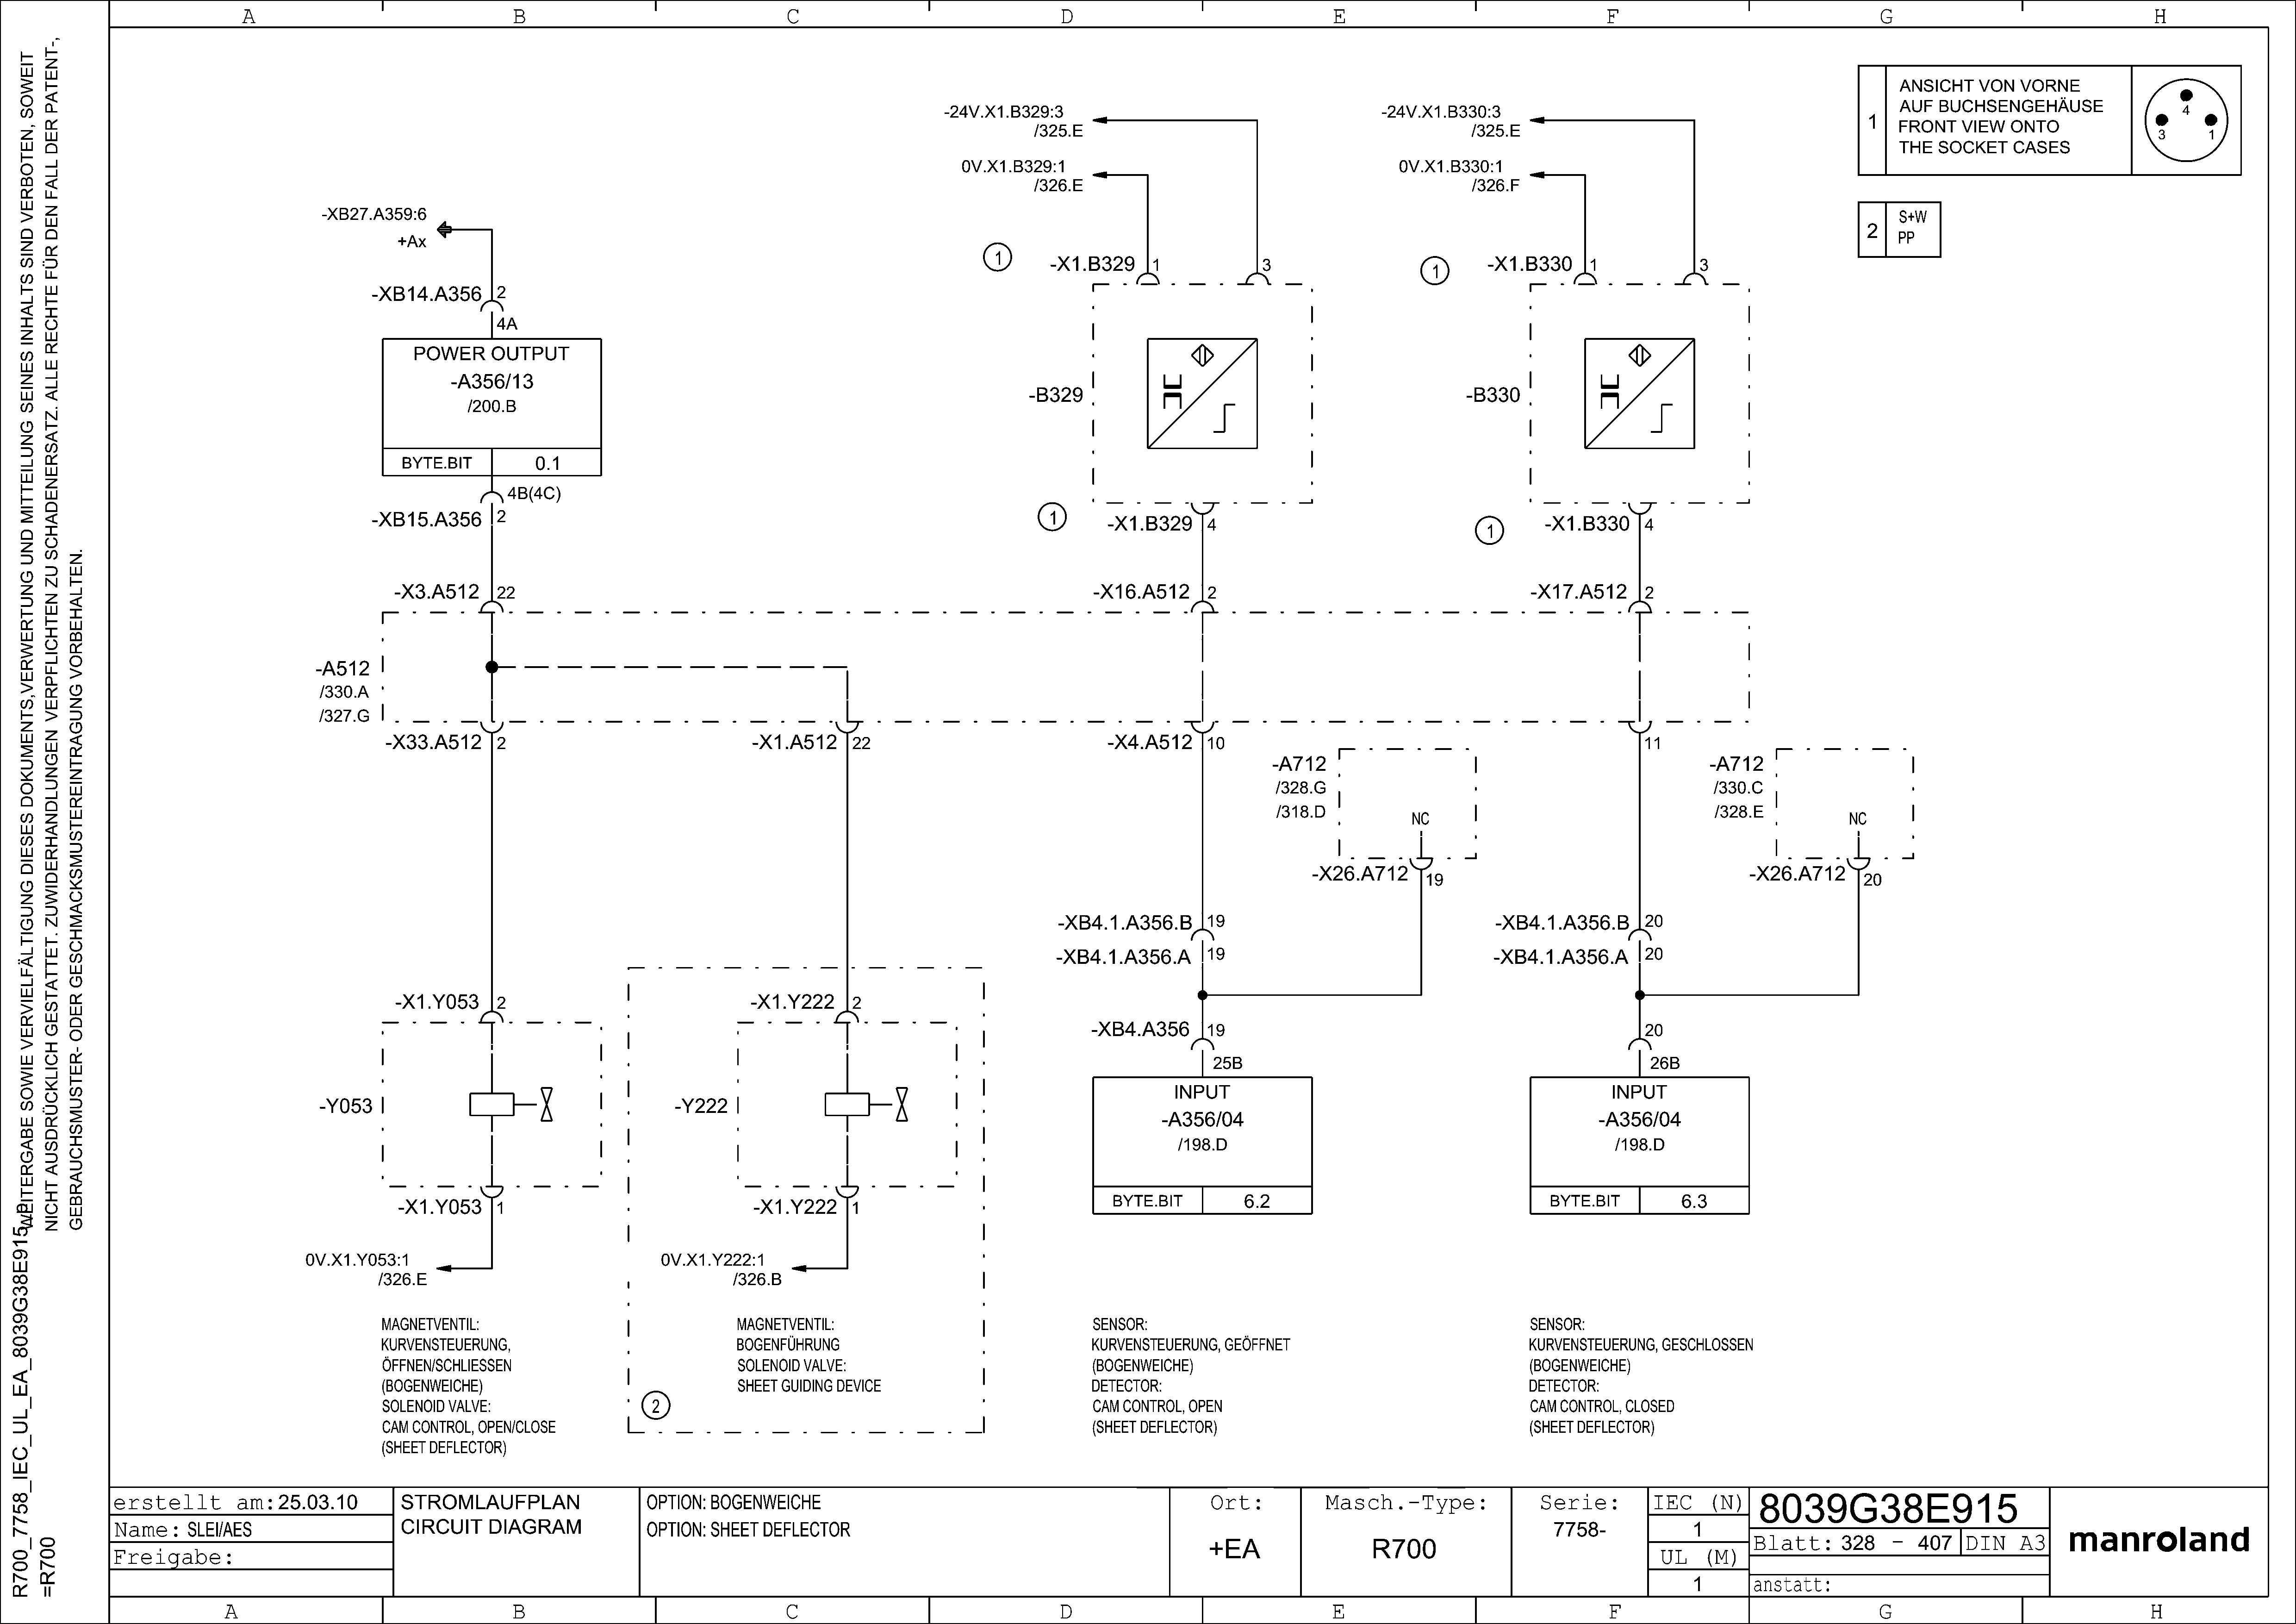 A B C D E F G H
WEITERGABE SOWIE VERVIELFÄLTIGUNG DIESES DOKUMENTS,VERWERTUNG UND MITTEILUNG SEINES INHALTS SIND VERBOTEN, SOWEIT
NICHT AUSDRÜCKLICH GESTATTET. ZUWIDERHANDLUNGEN VERPFLICHTEN ZU SCHADENERSATZ. ALLE RECHTE FÜR DEN FALL DER PATENT-,
GEBRAUCHSMUSTER- ODER GESCHMACKSMUSTEREINTRAGUNG VORBEHALTEN.
R700_7758_IEC_UL_EA_8039G38E915_
=R700
1
ANSICHT VON VORNE
AUF BUCHSENGEHÄUSE
FRONT VIEW ONTO
THE SOCKET CASES
4
3 1
2
S+W
PP
-24V.X1.B329:3
/325.E
0V.X1.B329:1
/326.E
-24V.X1.B330:3
/325.E
0V.X1.B330:1
/326.F
-XB27.A359:6
+Ax
1 -X1.B329 1 3
1 -X1.B330 1 3
-XB14.A356 2
4A
POWER OUTPUT
-A356/13
/200.B
BYTE.BIT 0.1
4B(4C)
-XB15.A356 2
-B329
-B330
1 -X1.B329 4
1 -X1.B330 4
-X3.A512 22
-X16.A512 2
-X17.A512 2
-A512
/330.A
/327.G
-X33.A512 2
-X1.A512 22
-X4.A512 10
11
-A712
/328.G
/318.D
NC
-X26.A712 19
-A712
/330.C
/328.E
NC
-X26.A712 20
-XB4.1.A356.B 19
-XB4.1.A356.A 19
-XB4.1.A356.B 20
-XB4.1.A356.A 20
-X1.Y053 2
-Y053
-X1.Y053 1
0V.X1.Y053:1
/326.E
-X1.Y222 2
-Y222
-X1.Y222 1
0V.X1.Y222:1
/326.B
-XB4.A356 19
25B
INPUT
-A356/04
/198.D
BYTE.BIT 6.2
20
26B
INPUT
-A356/04
/198.D
BYTE.BIT 6.3
MAGNETVENTIL:
KURVENSTEUERUNG,
ÖFFNEN/SCHLIESSEN
(BOGENWEICHE)
SOLENOID VALVE:
CAM CONTROL, OPEN/CLOSE
(SHEET DEFLECTOR)
MAGNETVENTIL:
BOGENFÜHRUNG
SOLENOID VALVE:
SHEET GUIDING DEVICE
2
SENSOR:
KURVENSTEUERUNG, GEÖFFNET
(BOGENWEICHE)
DETECTOR:
CAM CONTROL, OPEN
(SHEET DEFLECTOR)
SENSOR:
KURVENSTEUERUNG, GESCHLOSSEN
(BOGENWEICHE)
DETECTOR:
CAM CONTROL, CLOSED
(SHEET DEFLECTOR)
erstellt am: 25.03.10
Name: SLEI/AES
Freigabe:
STROMLAUFPLAN
CIRCUIT DIAGRAM
OPTION: BOGENWEICHE
OPTION: SHEET DEFLECTOR
Ort:
+EA
Masch.-Type:
R700
Serie:
7758-
IEC (N)
1
UL (M)
1
8039G38E915
Blatt: 328 - 407 DIN A3
anstatt:
manroland
A B C D E F G H